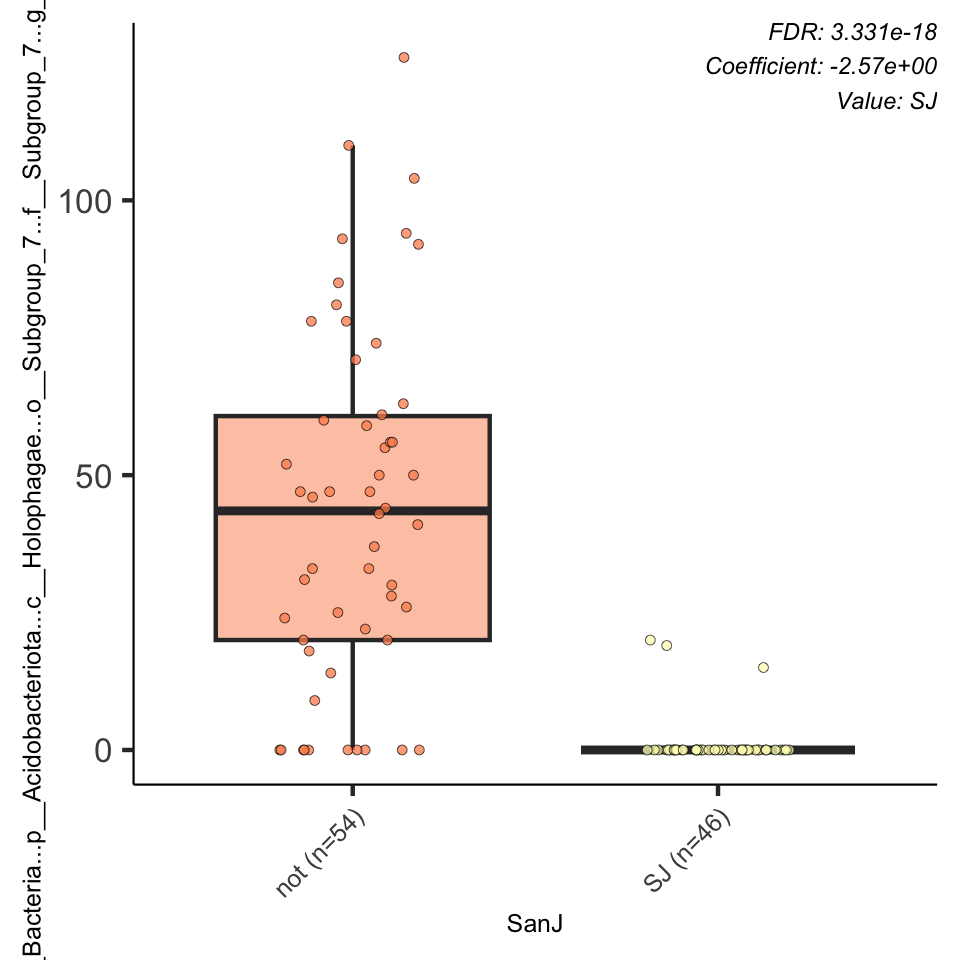 _Bacteria...p__Acidobacteriota...c__Holophagae...o__Subgroup_7...f__Subgroup_7...g_
FDR: 3.331e-18
Coefficient: -2.57e+00
Value: SJ
100
50
0
not (n=54)
SJ (n=46)
SanJ